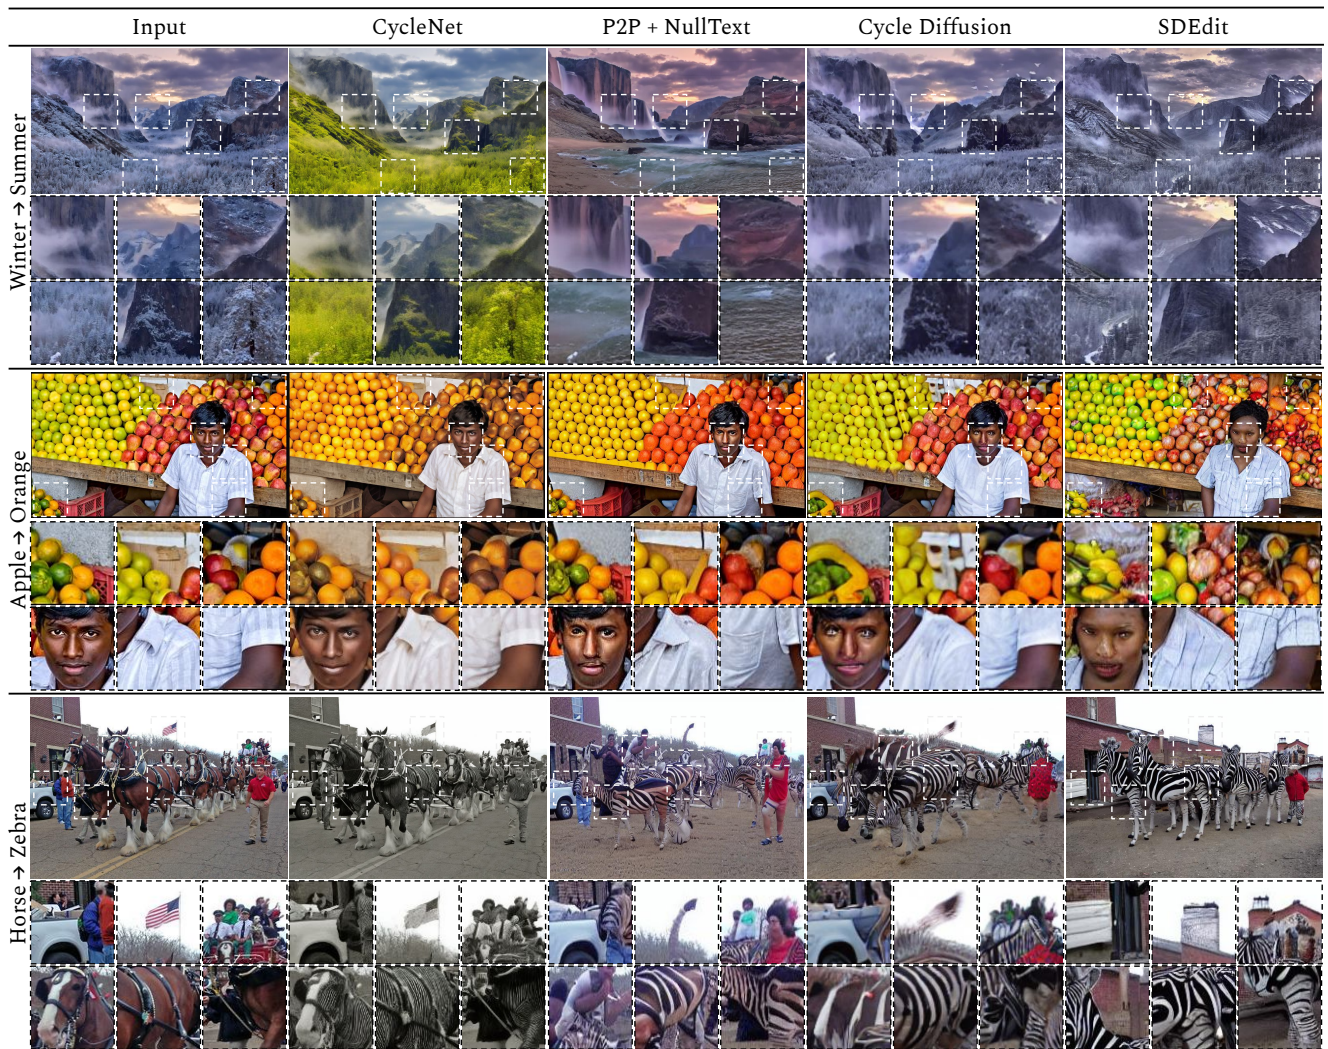 Input CycleNet P2P + NullText Cycle Diffusion SDEdit
Winter → Summer
Apple → Orange
Horse → Zebra